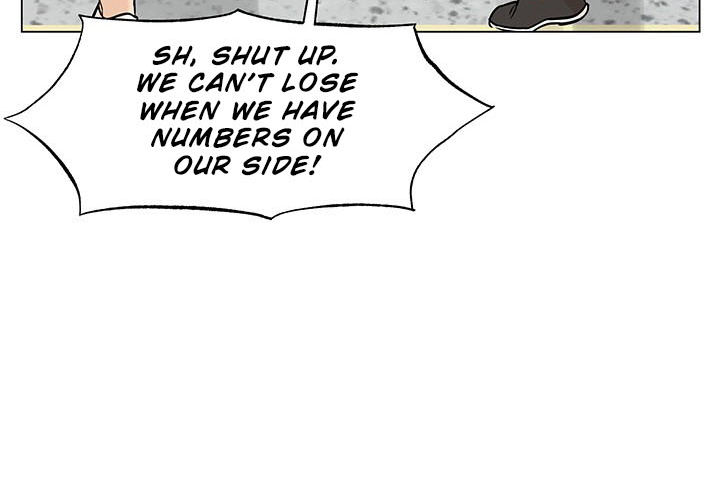 SH, SHUT UP.
WE CAN'T LOSE
WHEN WE HAVE
NUMBERS ON
OUR SIDE!